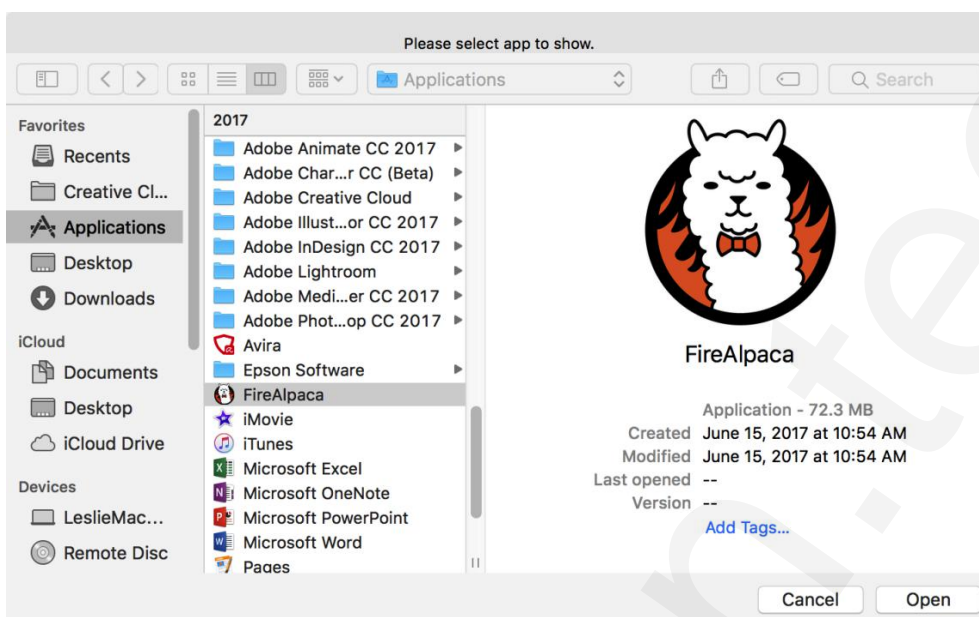 Please select app to show.
Applications
Search
Favorites
Recents
Creative Cl...
Applications
Desktop
Downloads
iCloud
Documents
Desktop
iCloud Drive
Devices
LeslieMac...
Remote Disc
2017
Adobe Animate CC 2017
Adobe Char...r CC (Beta)
Adobe Creative Cloud
Adobe Illust...or CC 2017
Adobe InDesign CC 2017
Adobe Lightroom
Adobe Medi...er CC 2017
Adobe Phot...op CC 2017
Avira
Epson Software
FireAlpaca
iMovie
iTunes
Microsoft Excel
Microsoft OneNote
Microsoft PowerPoint
Microsoft Word
Pages
FireAlpaca
Application - 72.3 MB
Created June 15, 2017 at 10:54 AM
Modified June 15, 2017 at 10:54 AM
Last opened --
Version --
Add Tags...
Cancel
Open